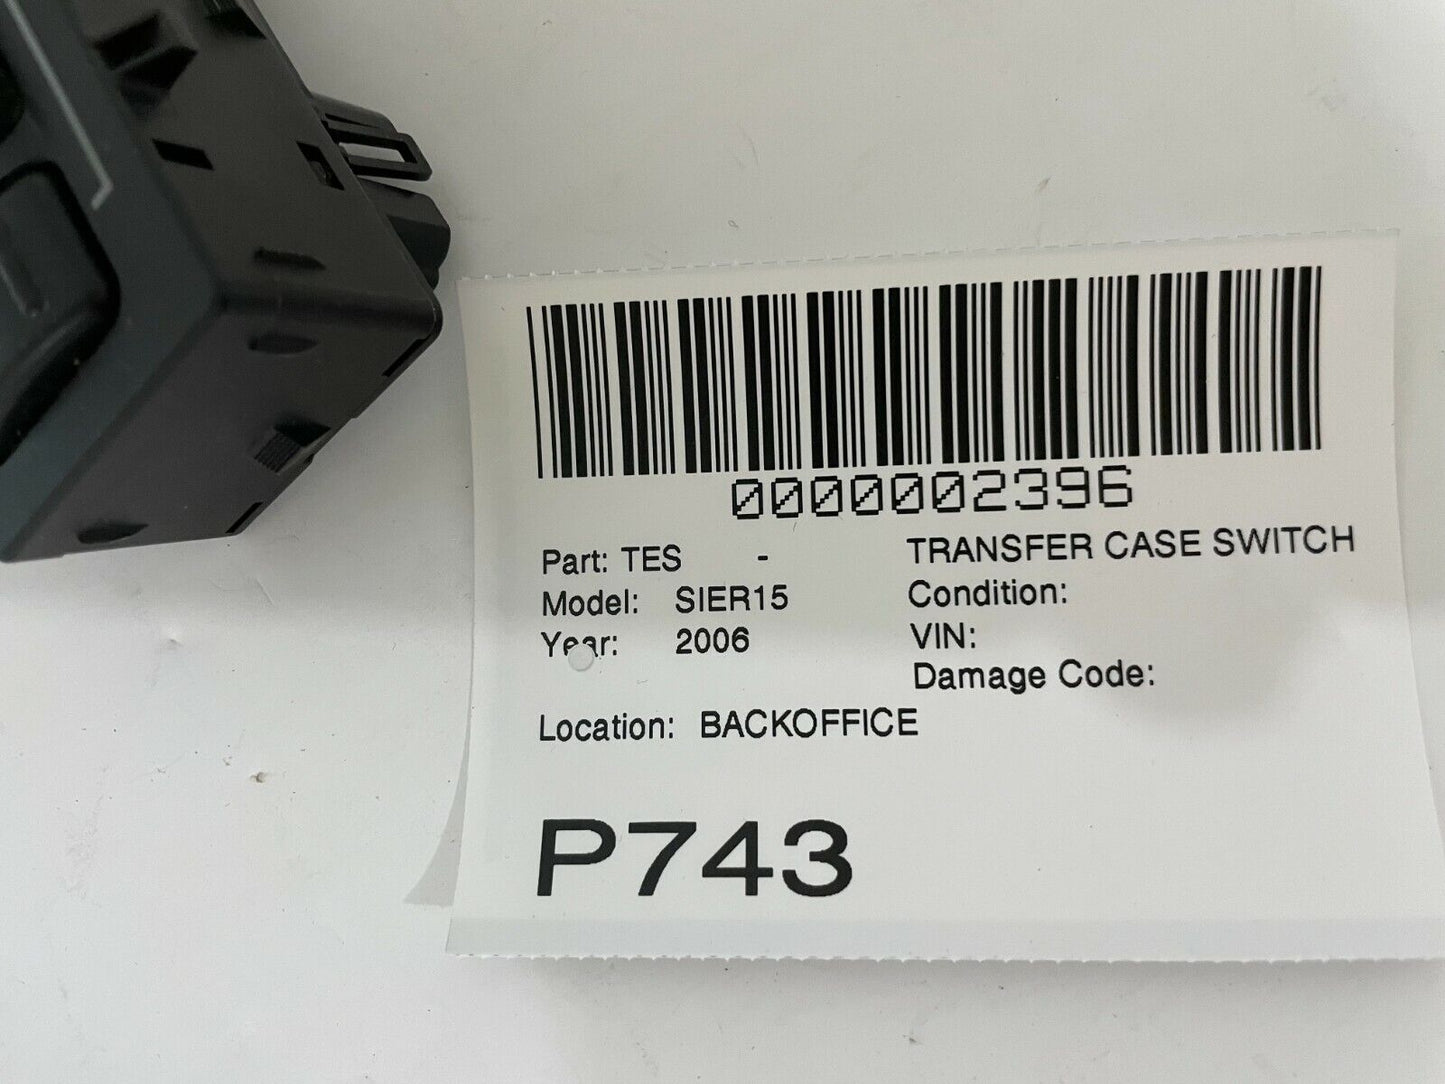 0000002396
Part: TES - TRANSFER CASE SWITCH
Model: SIER15 Condition:
Year: 2006 VIN:
Damage Code:
Location: BACKOFFICE
P743